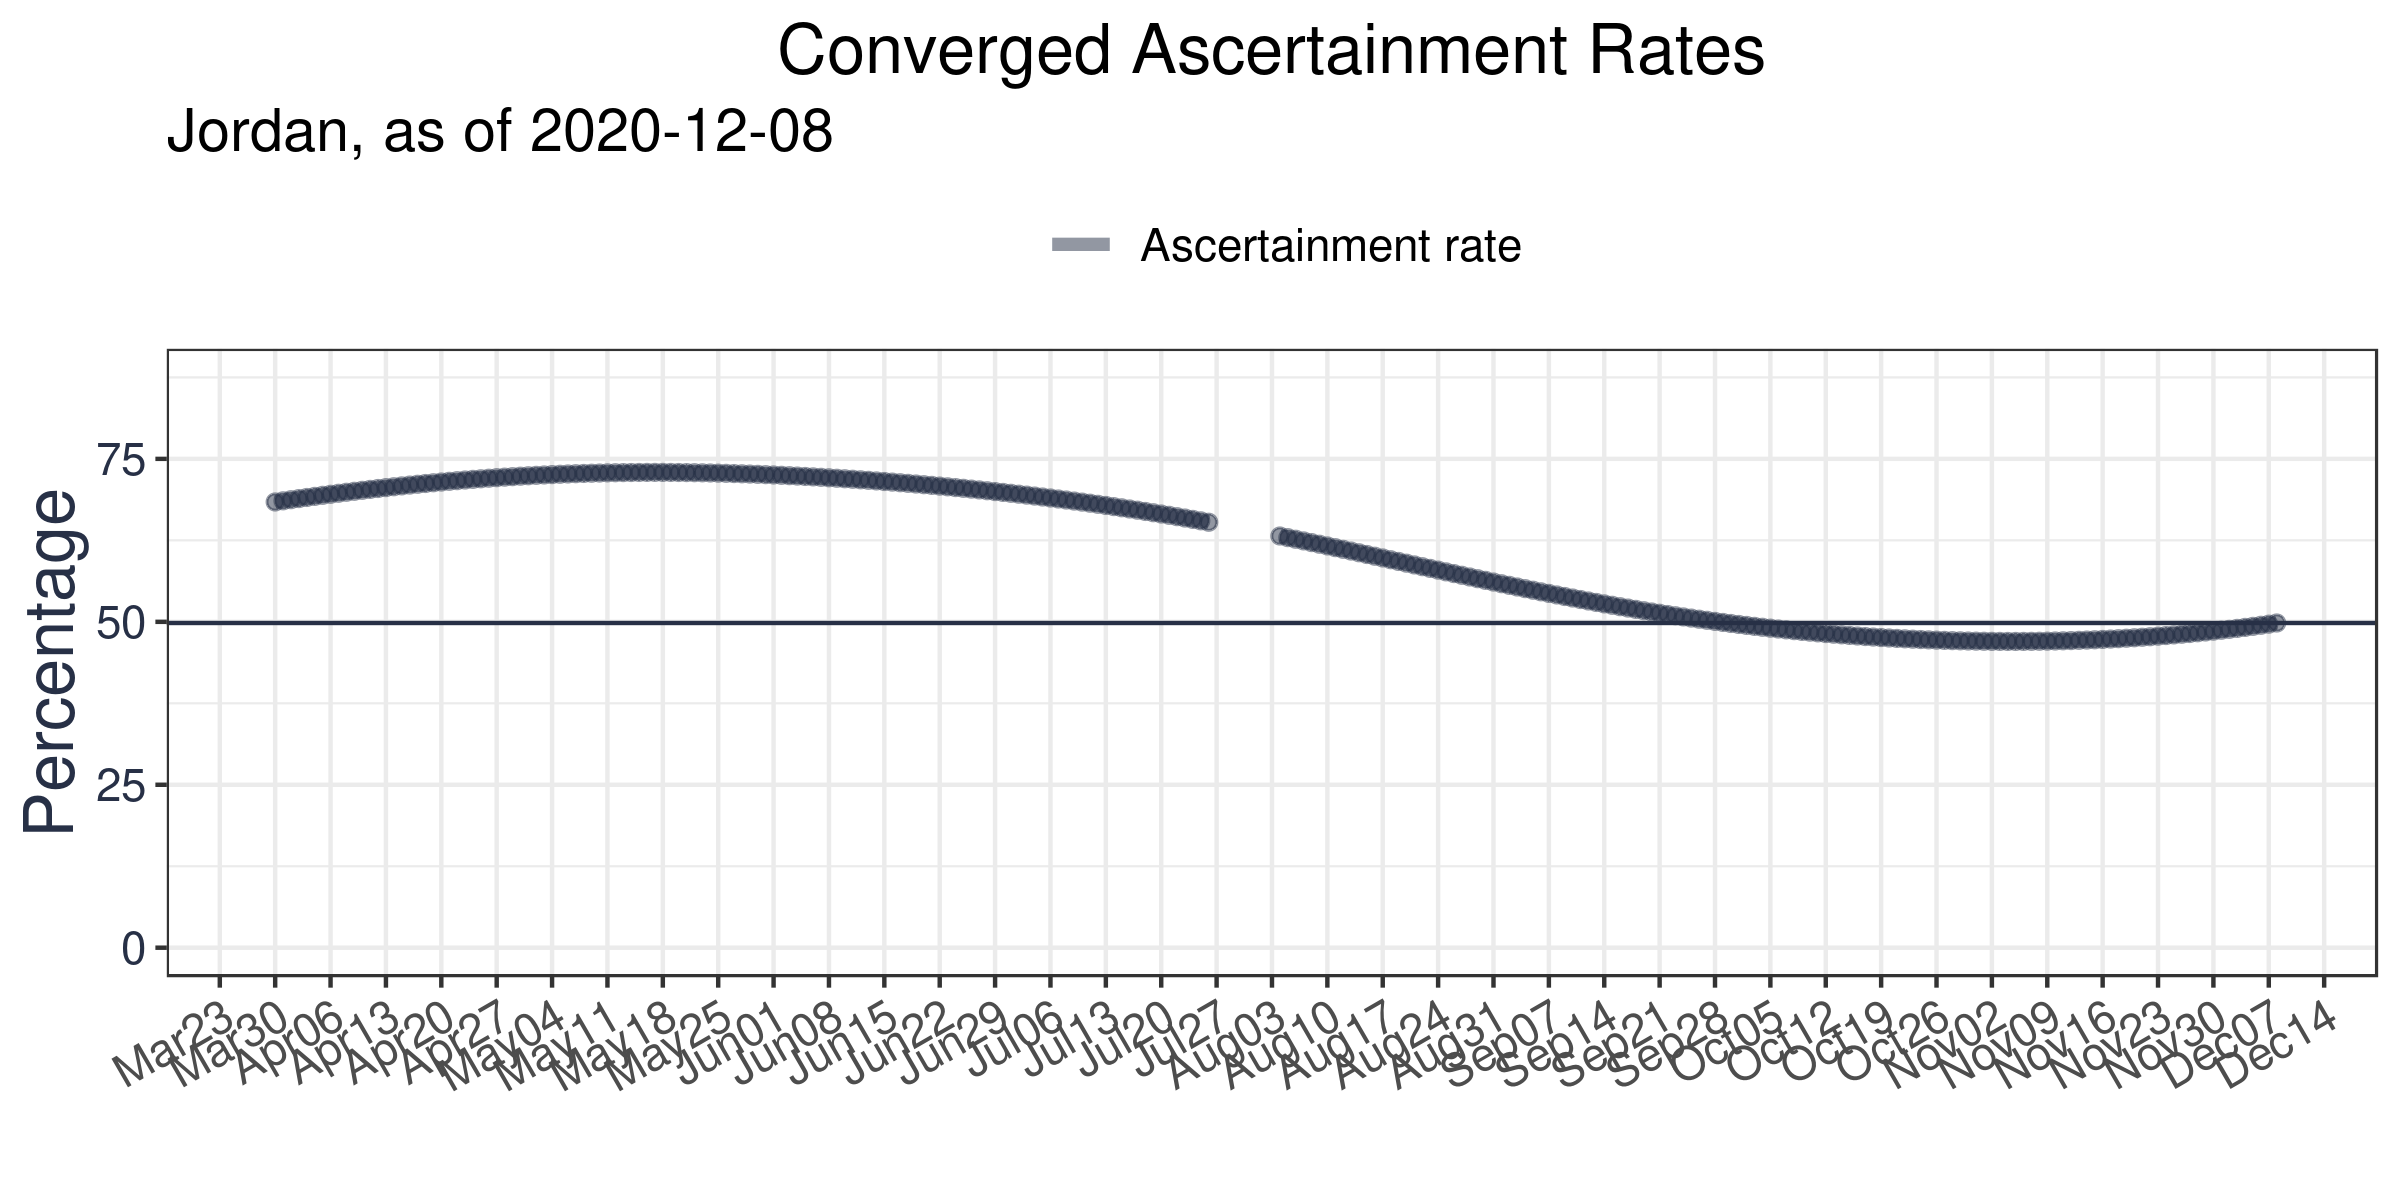 Converged Ascertainment Rates
Jordan, as of 2020-12-08
Ascertainment rate
Percentage
75
50
25
0
Mar23
Mar30
Apr06
Apr13
Apr20
Apr27
May04
May11
May18
May25
Jun01
Jun08
Jun15
Jun22
Jun29
Jul06
Jul13
Jul20
Jul27
Aug03
Aug10
Aug17
Aug24
Aug31
Sep07
Sep14
Sep21
Sep28
Oct05
Oct12
Oct19
Oct26
Nov02
Nov09
Nov16
Nov23
Nov30
Dec07
Dec14